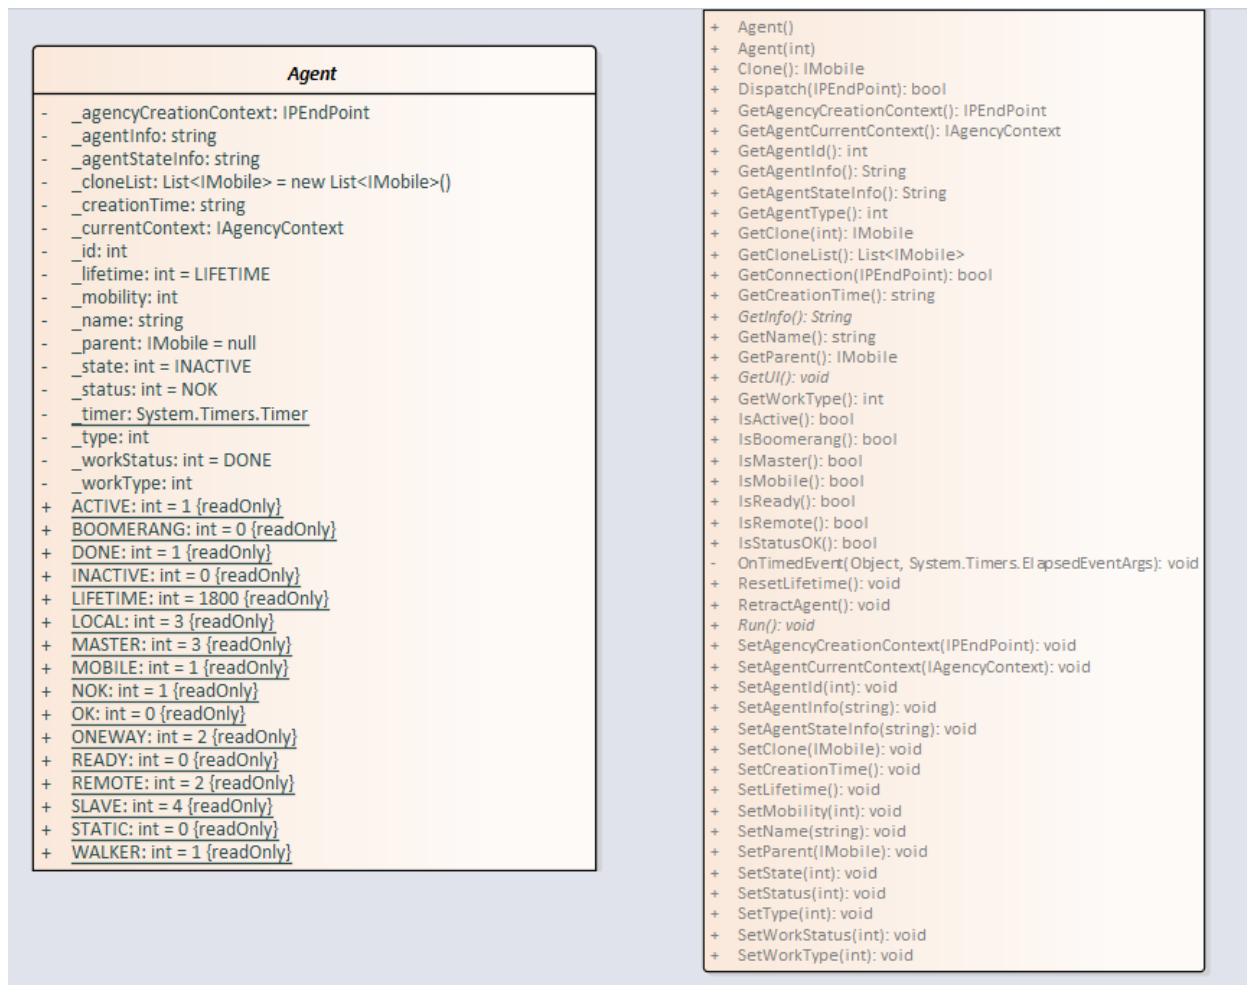 Agent
- _agencyCreationContext: IPEndPoint
- _agentInfo: string
- _agentStateInfo: string
- _cloneList: List<IMobile> = new List<IMobile>()
- _creationTime: string
- _currentContext: IAgencyContext
- _id: int
- _lifetime: int = LIFETIME
- _mobility: int
- _name: string
- _parent: IMobile = null
- _state: int = INACTIVE
- _status: int = NOK
- _timer: System.Timers.Timer
- _type: int
- _workStatus: int = DONE
- _workType: int
+ ACTIVE: int = 1 {readOnly}
+ BOOMERANG: int = 0 {readOnly}
+ DONE: int = 1 {readOnly}
+ INACTIVE: int = 0 {readOnly}
+ LIFETIME: int = 1800 {readOnly}
+ LOCAL: int = 3 {readOnly}
+ MASTER: int = 3 {readOnly}
+ MOBILE: int = 1 {readOnly}
+ NOK: int = 1 {readOnly}
+ OK: int = 0 {readOnly}
+ ONEWAY: int = 2 {readOnly}
+ READY: int = 0 {readOnly}
+ REMOTE: int = 2 {readOnly}
+ SLAVE: int = 4 {readOnly}
+ STATIC: int = 0 {readOnly}
+ WALKER: int = 1 {readOnly}
+ Agent()
+ Agent(int)
+ Clone(): IMobile
+ Dispatch(IPEndPoint): bool
+ GetAgencyCreationContext(): IPEndPoint
+ GetAgentCurrentContext(): IAgencyContext
+ GetAgentId(): int
+ GetAgentInfo(): String
+ GetAgentStateInfo(): String
+ GetAgentType(): int
+ GetClone(int): IMobile
+ GetCloneList(): List<IMobile>
+ GetConnection(IPEndPoint): bool
+ GetCreationTime(): string
+ GetInfo(): String
+ GetName(): string
+ GetParent(): IMobile
+ GetUI(): void
+ GetWorkType(): int
+ IsActive(): bool
+ IsBoomerang(): bool
+ IsMaster(): bool
+ IsMobile(): bool
+ IsReady(): bool
+ IsRemote(): bool
+ IsStatusOK(): bool
- OnTimedEvent(Object, System.Timers.ElapsedEventArgs): void
+ ResetLifetime(): void
+ RetractAgent(): void
+ Run(): void
+ SetAgencyCreationContext(IPEndPoint): void
+ SetAgentCurrentContext(IAgencyContext): void
+ SetAgentId(int): void
+ SetAgentInfo(string): void
+ SetAgentStateInfo(string): void
+ SetClone(IMobile): void
+ SetCreationTime(): void
+ SetLifetime(): void
+ SetMobility(int): void
+ SetName(string): void
+ SetParent(IMobile): void
+ SetState(int): void
+ SetStatus(int): void
+ SetType(int): void
+ SetWorkStatus(int): void
+ SetWorkType(int): void